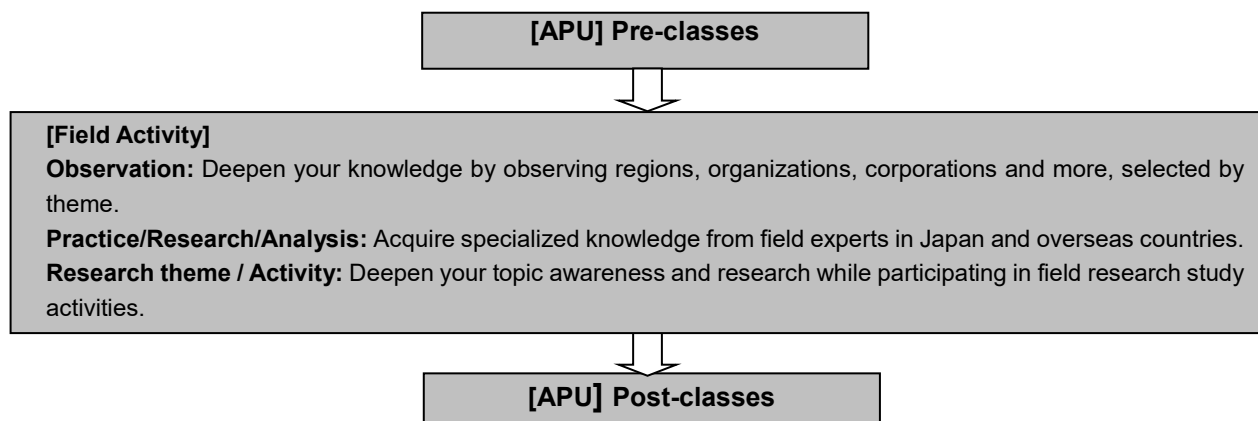 [APU] Pre-classes
[Field Activity]
Observation: Deepen your knowledge by observing regions, organizations, corporations and more, selected by
theme.
Practice/Research/Analysis: Acquire specialized knowledge from field experts in Japan and overseas countries.
Research theme / Activity: Deepen your topic awareness and research while participating in field research study
activities.
[APU] Post-classes